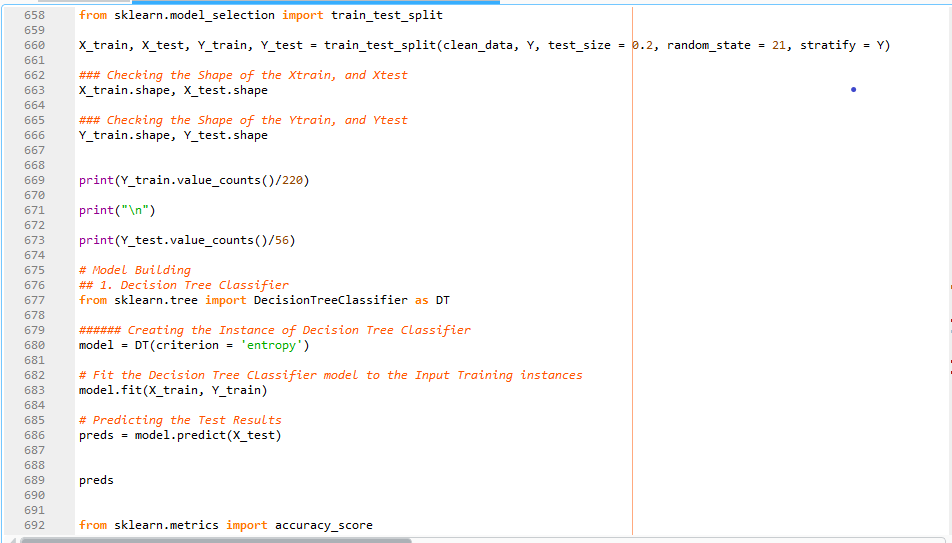 658 from sklearn.model_selection import train_test_split
659
660 X_train, X_test, Y_train, Y_test = train_test_split(clean_data, Y, test_size = 0.2, random_state = 21, stratify = Y)
661
662 ### Checking the Shape of the Xtrain, and Xtest
663 X_train.shape, X_test.shape
664
665 ### Checking the Shape of the Ytrain, and Ytest
666 Y_train.shape, Y_test.shape
667
668
669 print(Y_train.value_counts()/220)
670
671 print("\n")
672
673 print(Y_test.value_counts()/56)
674
675 # Model Building
676 ## 1. Decision Tree Classifier
677 from sklearn.tree import DecisionTreeClassifier as DT
678
679 ###### Creating the Instance of Decision Tree Classifier
680 model = DT(criterion = 'entropy')
681
682 # Fit the Decision Tree CLassifier model to the Input Training instances
683 model.fit(X_train, Y_train)
684
685 # Predicting the Test Results
686 preds = model.predict(X_test)
687
688
689 preds
690
691
692 from sklearn.metrics import accuracy_score